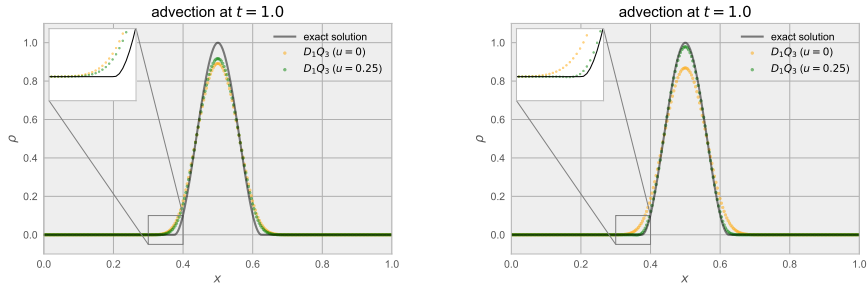 advection at t = 1.0
exact solution
D₁Q₃ (u = 0)
D₁Q₃ (u = 0.25)
1.0
0.8
0.6
0.4
0.2
0.0
ρ
0.0 0.2 0.4 0.6 0.8 1.0
x
advection at t = 1.0
exact solution
D₁Q₃ (u = 0)
D₁Q₃ (u = 0.25)
1.0
0.8
0.6
0.4
0.2
0.0
ρ
0.0 0.2 0.4 0.6 0.8 1.0
x